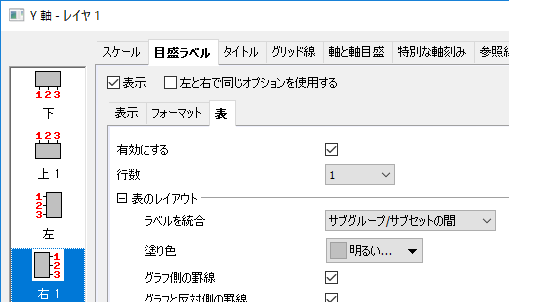 Y 軸 - レイヤ 1
スケール 目盛ラベル タイトル グリッド線 軸と軸目盛 特別な軸刻み
表示 左と右で同じオプションを使用する
表示 フォーマット 表
1 2 3
下
1 2 3
上 1
1
2
3
左
1
2
3
右 1
有効にする
行数 1
表のレイアウト
ラベルを統合 サブグループ/サブセットの間
塗り色 明るい...
グラフ側の罫線
グラフと反対側の罫線